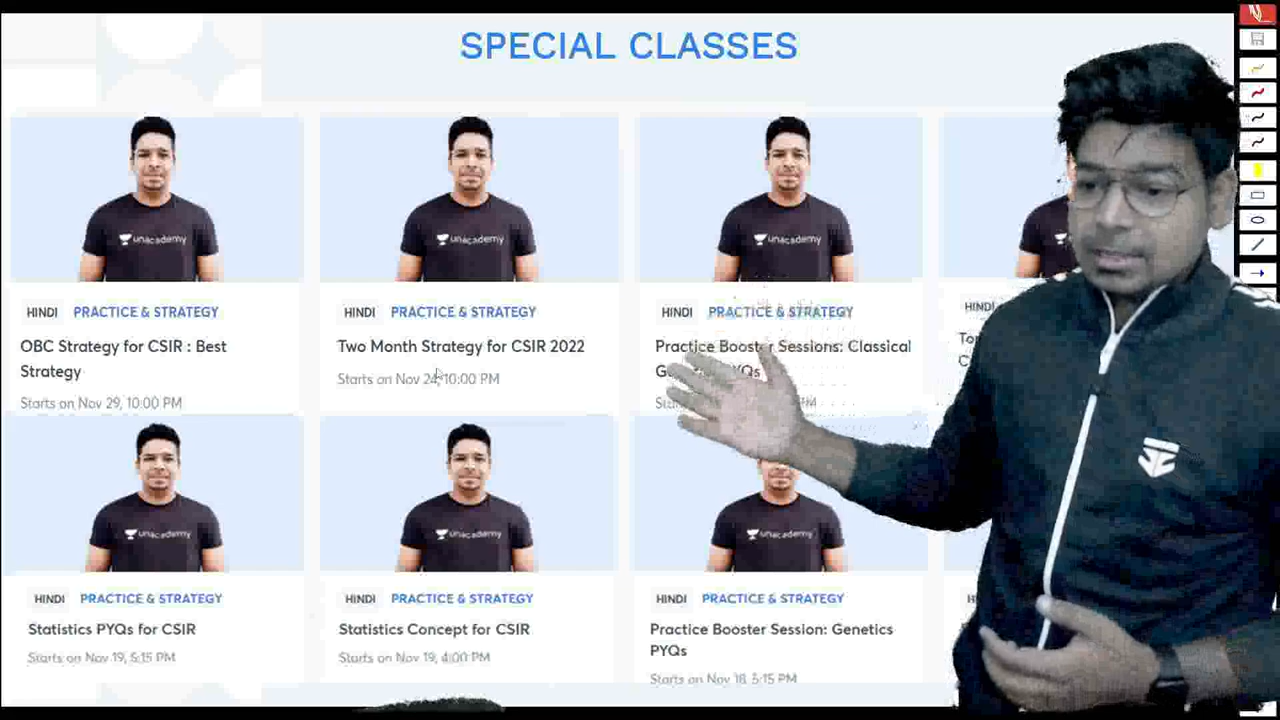 SPECIAL CLASSES
unacademy
unacademy
unacademy
HINDI PRACTICE & STRATEGY
OBC Strategy for CSIR : Best
Strategy
Starts on Nov 29, 10:00 PM
HINDI PRACTICE & STRATEGY
Two Month Strategy for CSIR 2022
Starts on Nov 24, 10:00 PM
HINDI PRACTICE & STRATEGY
Practice Booster Sessions: Classical
PYQs
PM
HINDI
unacademy
unacademy
unacademy
HINDI PRACTICE & STRATEGY
Statistics PYQs for CSIR
Starts on Nov 19, 5:15 PM
HINDI PRACTICE & STRATEGY
Statistics Concept for CSIR
Starts on Nov 19, 4:00 PM
HINDI PRACTICE & STRATEGY
Practice Booster Session: Genetics
PYQs
Starts on Nov 18, 5:15 PM